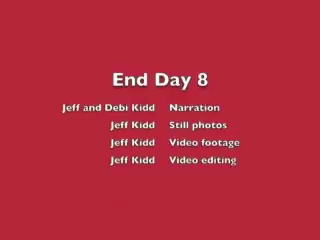 End Day 8
Jeff and Debi Kidd Narration
Jeff Kidd Still photos
Jeff Kidd Video footage
Jeff Kidd Video editing